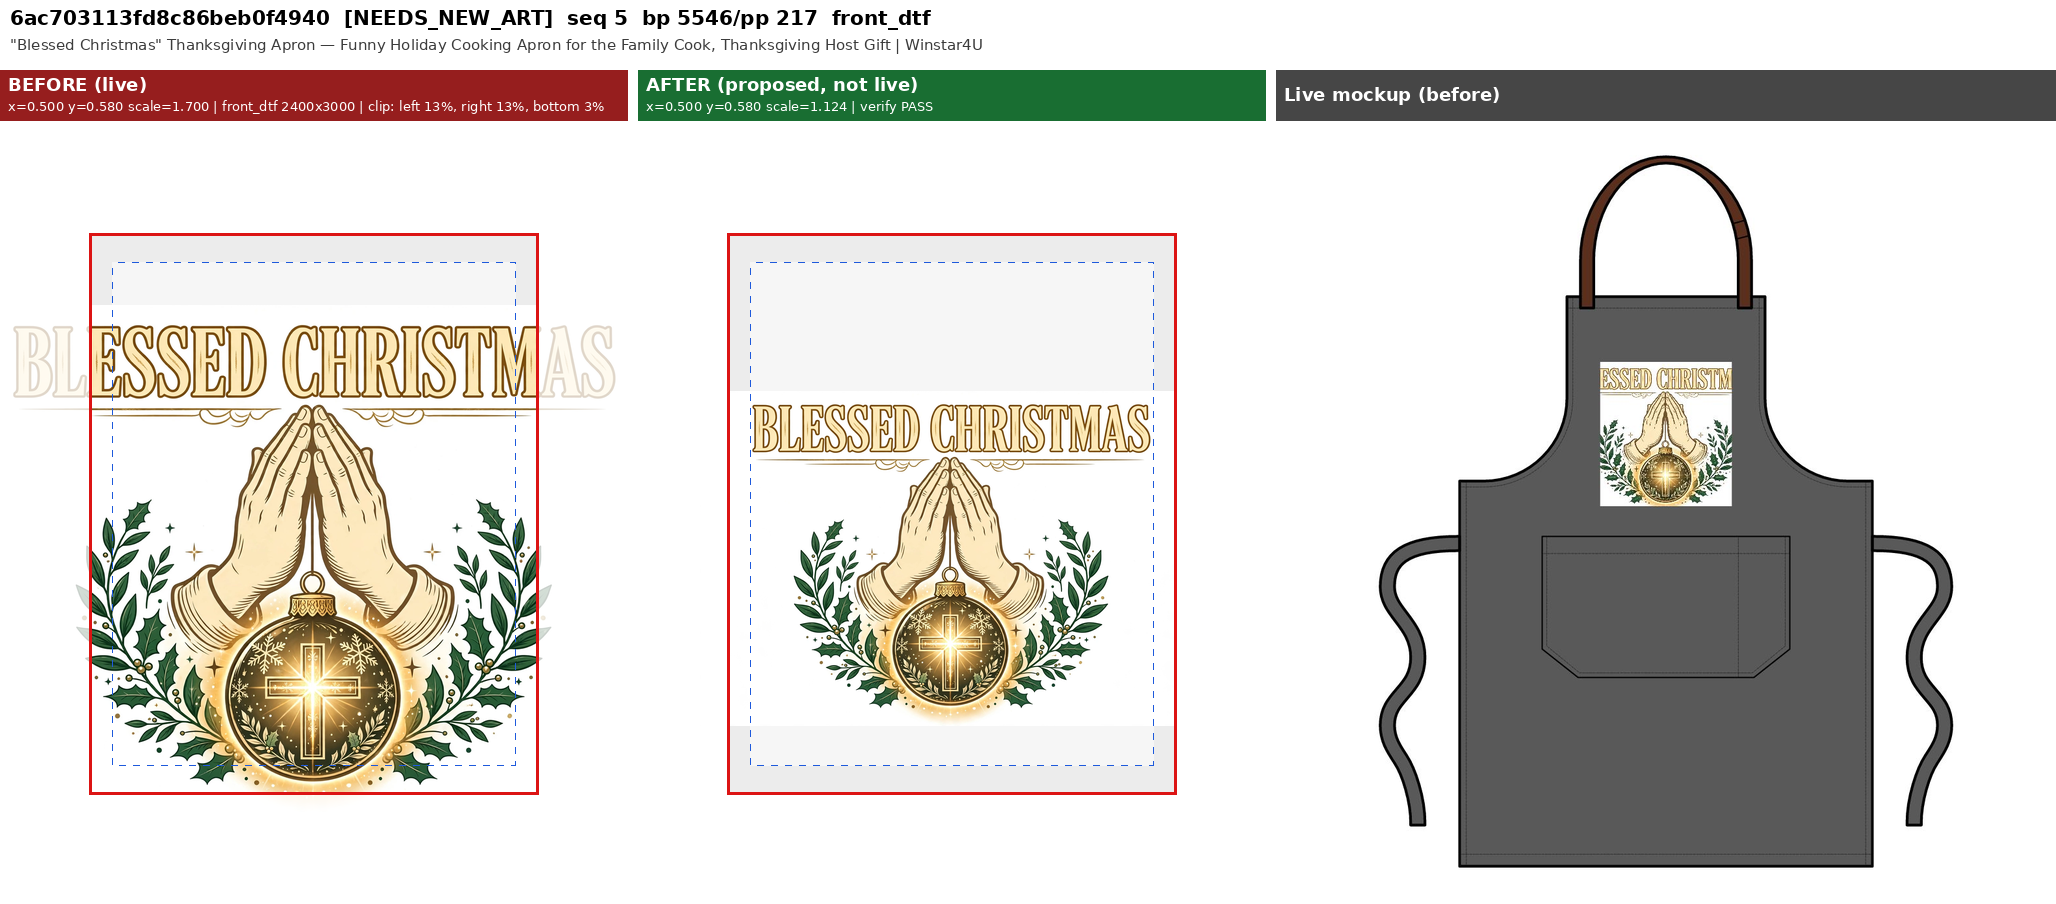 6ac703113fd8c86beb0f4940 [NEEDS_NEW_ART] seq 5 bp 5546/pp 217 front_dtf
"Blessed Christmas" Thanksgiving Apron — Funny Holiday Cooking Apron for the Family Cook, Thanksgiving Host Gift | Winstar4U
BEFORE (live)
x=0.500 y=0.580 scale=1.700 | front_dtf 2400x3000 | clip: left 13%, right 13%, bottom 3%
AFTER (proposed, not live)
x=0.500 y=0.580 scale=1.124 | verify PASS
Live mockup (before)
BLESSED CHRISTMAS
BLESSED CHRISTMAS
ESSED CHRISTM